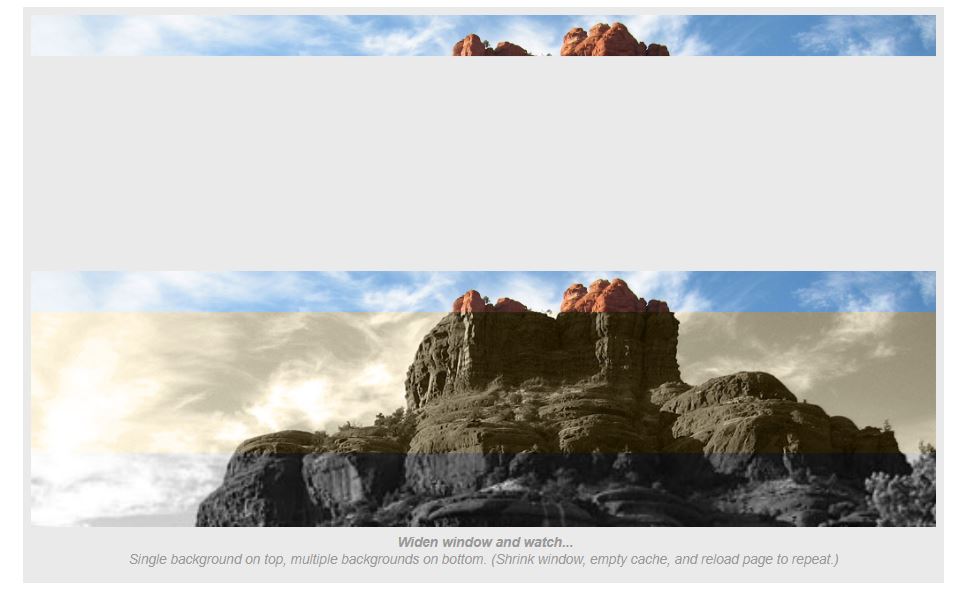 Widen window and watch...
Single background on top, multiple backgrounds on bottom. (Shrink window, empty cache, and reload page to repeat.)